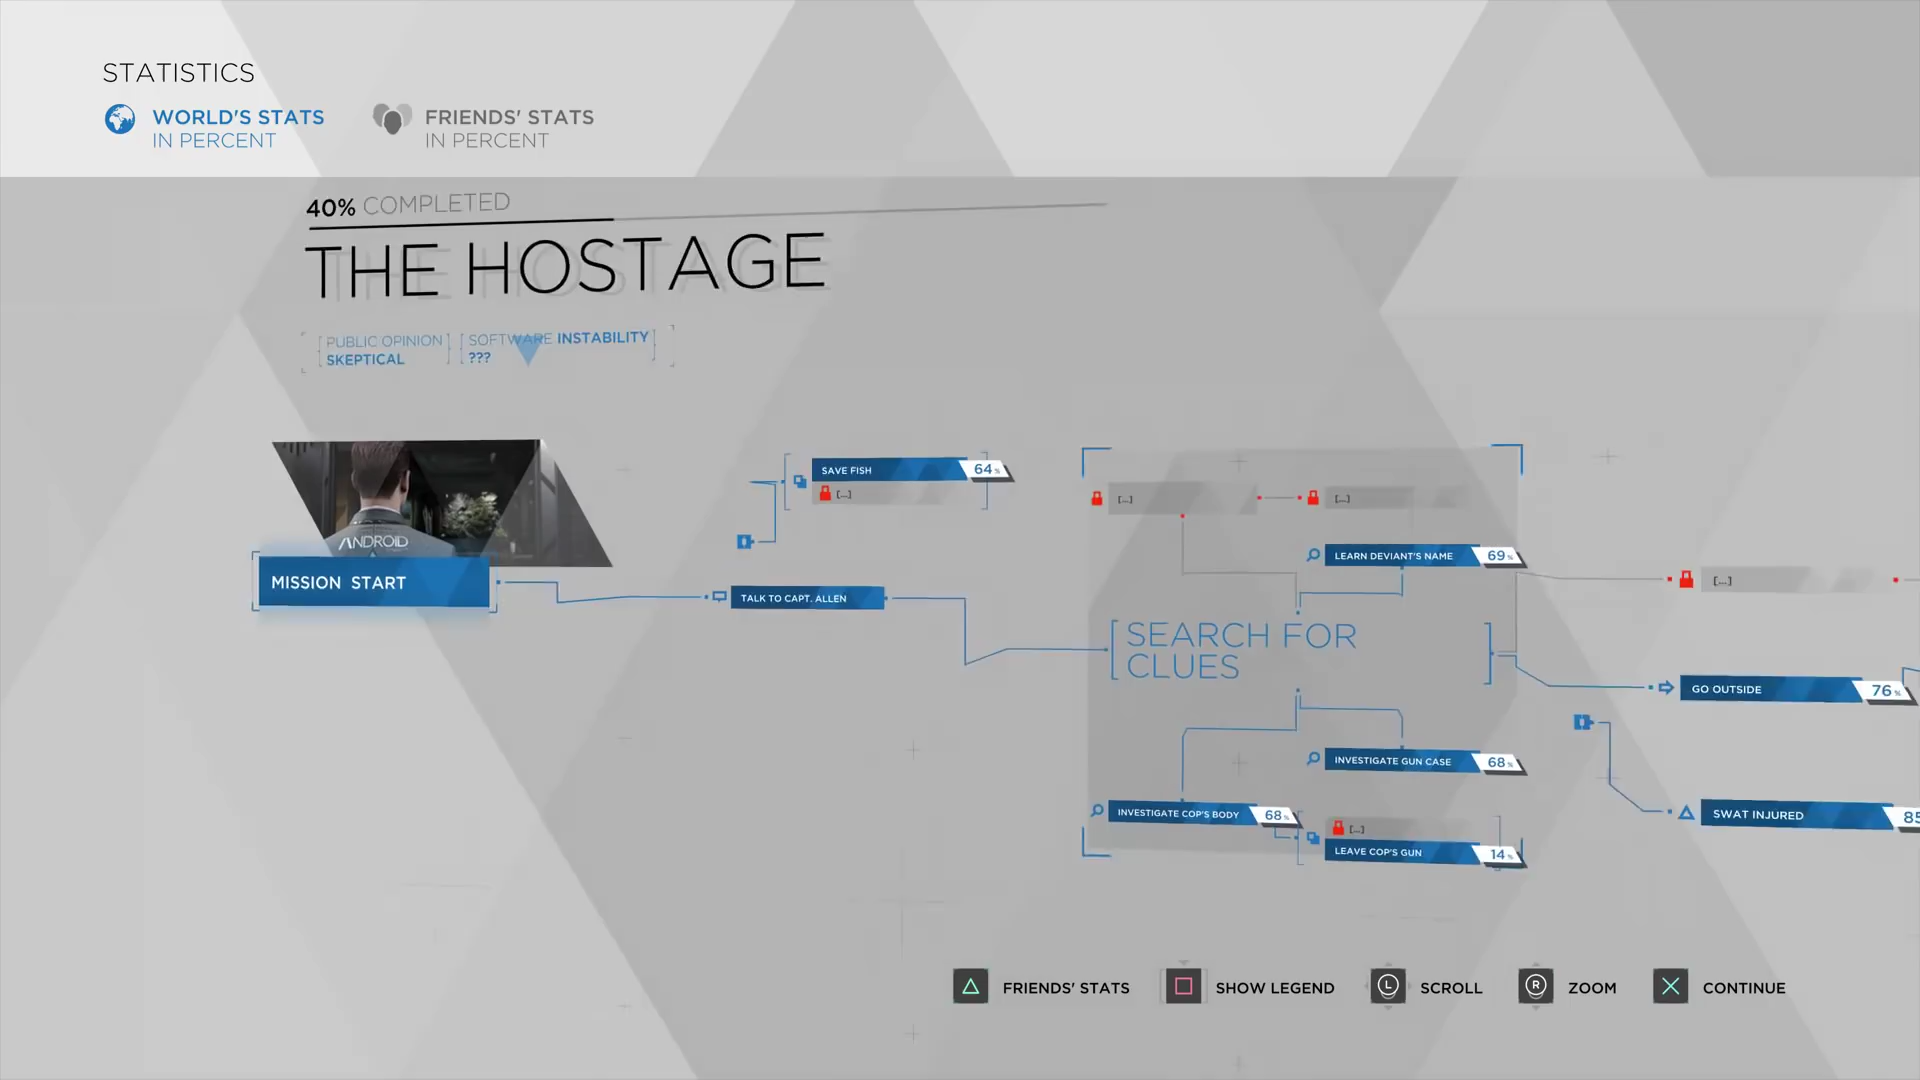 STATISTICS
WORLD'S STATS
IN PERCENT
FRIENDS' STATS
IN PERCENT
40% COMPLETED
THE HOSTAGE
PUBLIC OPINION
SKEPTICAL
SOFTWARE INSTABILITY
???
ANDROID
MISSION START
TALK TO CAPT. ALLEN
SAVE FISH 64%
[...]
[...]
[...]
LEARN DEVIANT'S NAME 69%
SEARCH FOR
CLUES
INVESTIGATE GUN CASE 68%
INVESTIGATE COP'S BODY 68%
[...]
LEAVE COP'S GUN 14%
[...]
GO OUTSIDE 76%
SWAT INJURED 85
FRIENDS' STATS
SHOW LEGEND
L SCROLL
R ZOOM
CONTINUE